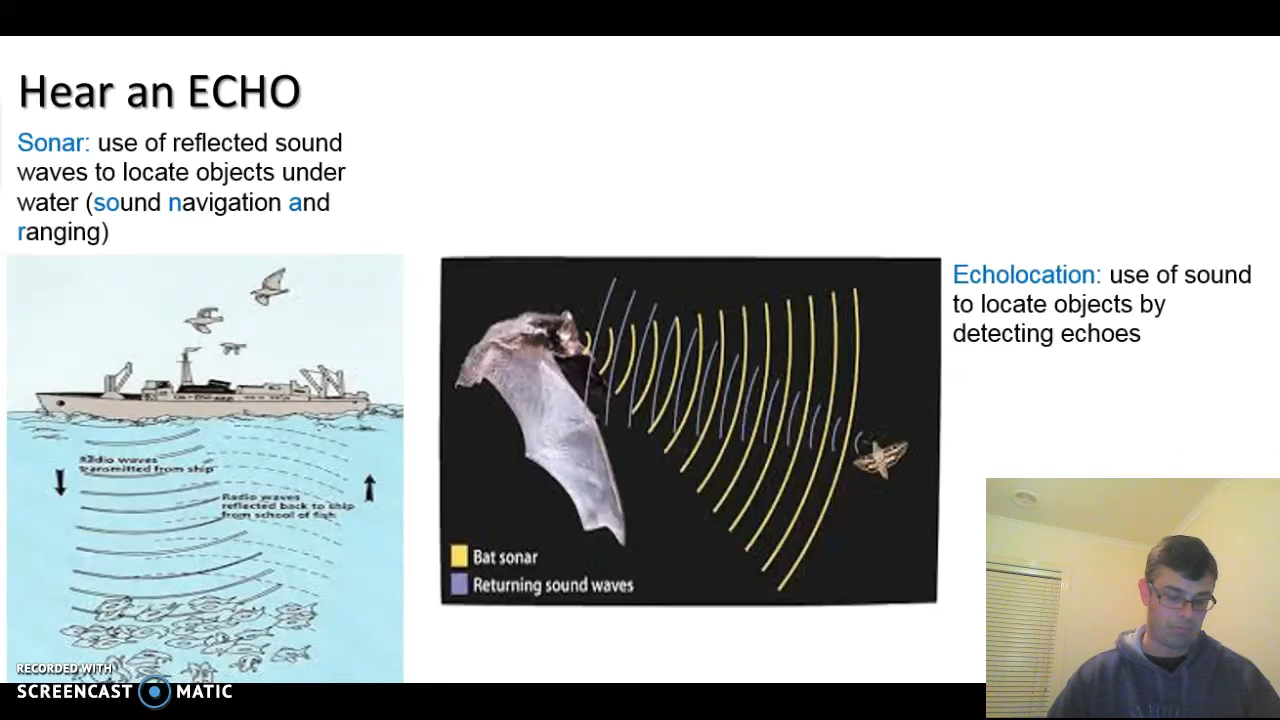 Hear an ECHO
Sonar: use of reflected sound
waves to locate objects under
water (sound navigation and
ranging)
Radio waves
transmitted from ship
Radio waves
reflected back to ship
from school of fish
Bat sonar
Returning sound waves
Echolocation: use of sound
to locate objects by
detecting echoes
RECORDED WITH
SCREENCAST MATIC